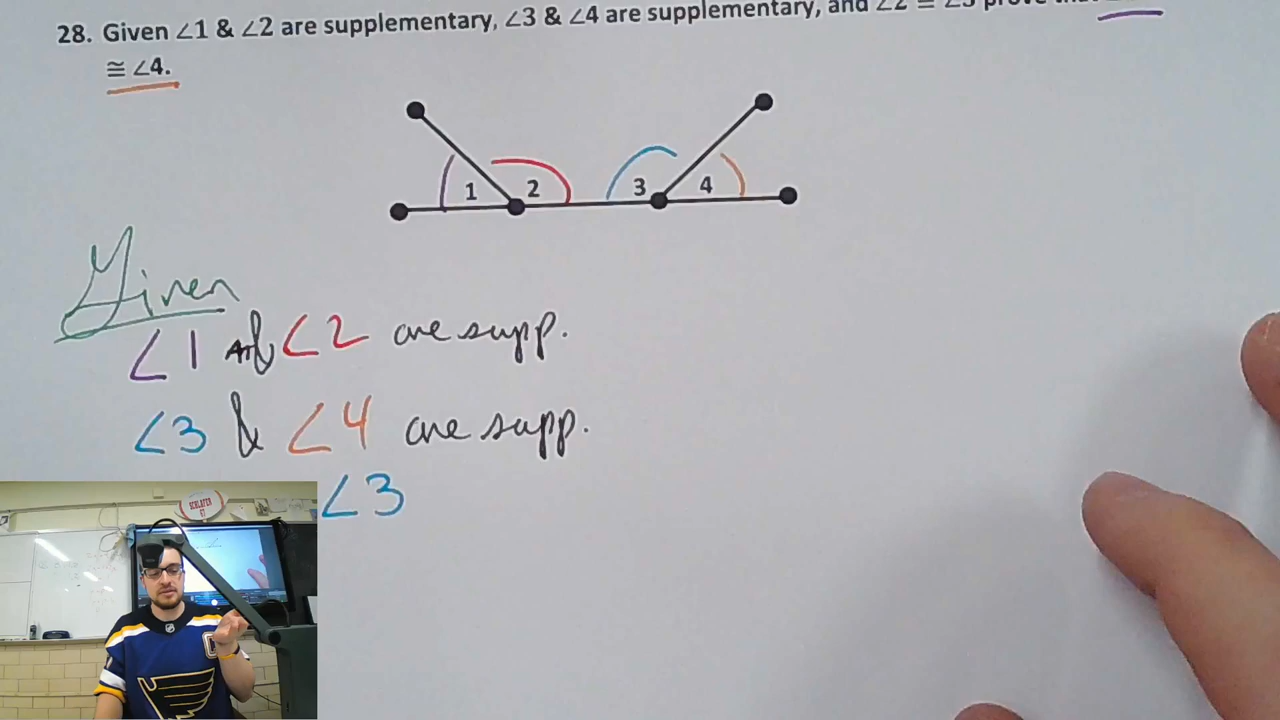 28. Given ∠1 & ∠2 are supplementary, ∠3 & ∠4 are supplementary, and ∠2 ≅ ∠3 prove that
≅ ∠4.
1 2 3 4
Given
∠1 and ∠2 are supp.
∠3 & ∠4 are supp.
∠3